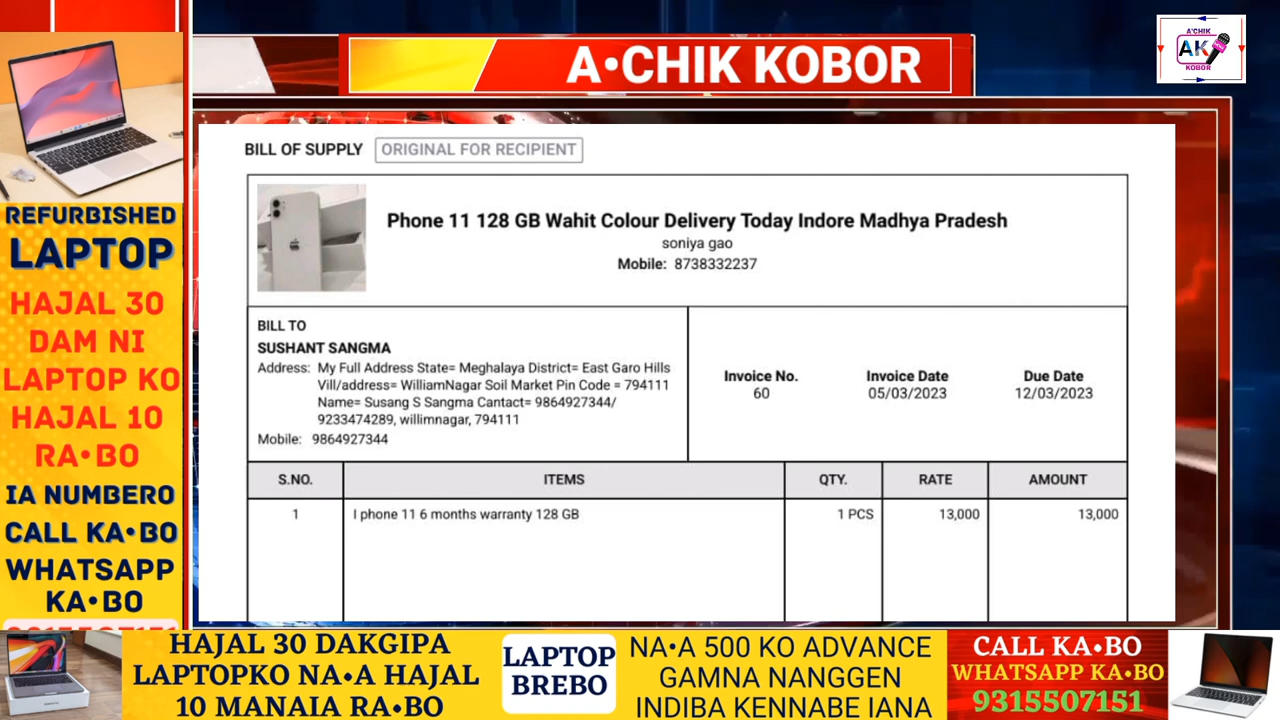 A'CHIK
AK
KOBOR
A•CHIK KOBOR
BILL OF SUPPLY ORIGINAL FOR RECIPIENT
Phone 11 128 GB Wahit Colour Delivery Today Indore Madhya Pradesh
soniya gao
Mobile: 8738332237
BILL TO
SUSHANT SANGMA
Address: My Full Address State= Meghalaya District= East Garo Hills
Vill/address= WilliamNagar Soil Market Pin Code = 794111
Name= Susang S Sangma Cantact= 9864927344/
9233474289, willimnagar, 794111
Mobile: 9864927344
Invoice No. Invoice Date Due Date
60 05/03/2023 12/03/2023
S.NO. ITEMS QTY. RATE AMOUNT
1 I phone 11 6 months warranty 128 GB 1 PCS 13,000 13,000
REFURBISHED
LAPTOP
HAJAL 30
DAM NI
LAPTOP KO
HAJAL 10
RA•BO
IA NUMBERO
CALL KA•BO
WHATSAPP
KA•BO
HAJAL 30 DAKGIPA
LAPTOPKO NA•A HAJAL
10 MANAIA RA•BO
LAPTOP
BREBO
NA•A 500 KO ADVANCE
GAMNA NANGGEN
INDIBA KENNABE IANA
CALL KA•BO
WHATSAPP KA•BO
9315507151